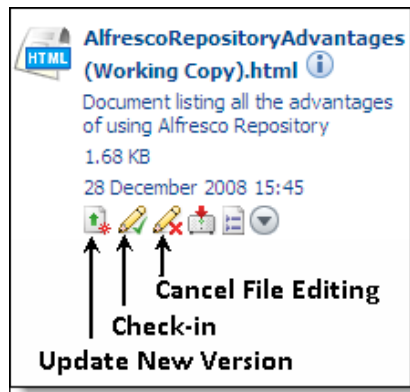 HTML
AlfrescoRepositoryAdvantages
(Working Copy).html
Document listing all the advantages
of using Alfresco Repository
1.68 KB
28 December 2008 15:45
Cancel File Editing
Check-in
Update New Version